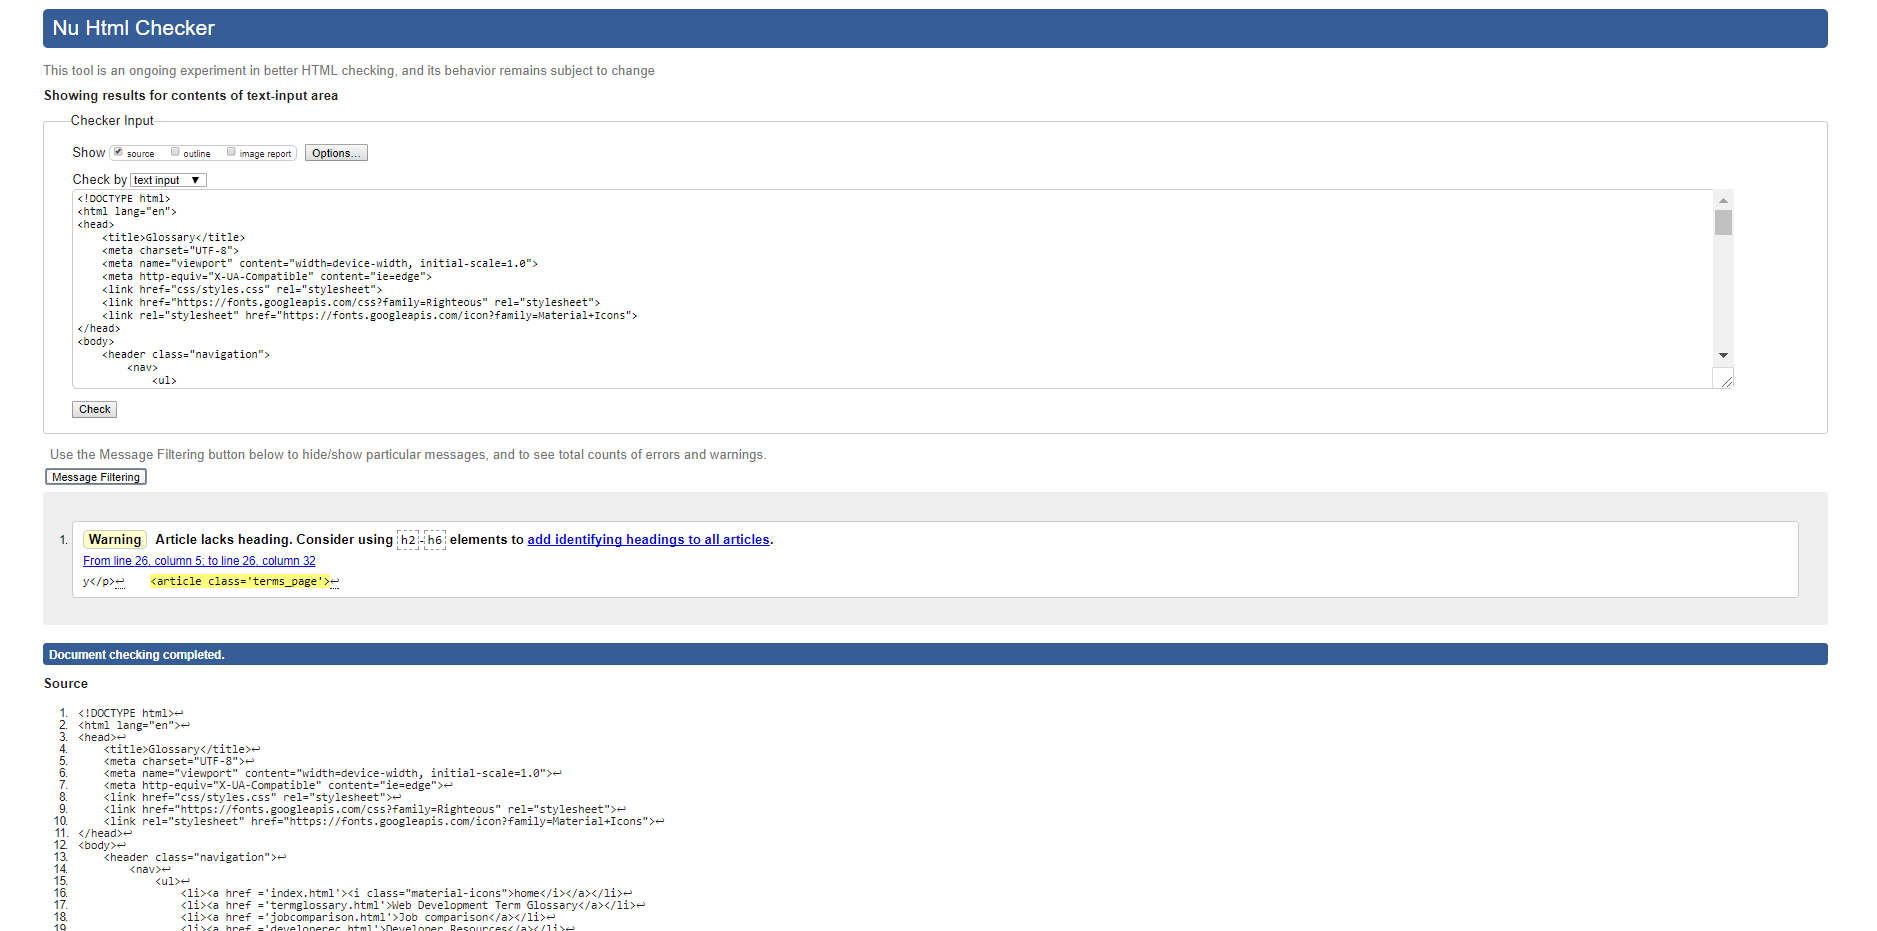 Nu Html Checker
This tool is an ongoing experiment in better HTML checking, and its behavior remains subject to change
Showing results for contents of text-input area
Checker Input
Show source outline image report Options...
Check by text input ▼
<!DOCTYPE html>
<html lang="en">
<head>
    <title>Glossary</title>
    <meta charset="UTF-8">
    <meta name="viewport" content="width=device-width, initial-scale=1.0">
    <meta http-equiv="X-UA-Compatible" content="ie=edge">
    <link href="css/styles.css" rel="stylesheet">
    <link href="https://fonts.googleapis.com/css?family=Righteous" rel="stylesheet">
    <link rel="stylesheet" href="https://fonts.googleapis.com/icon?family=Material+Icons">
</head>
<body>
    <header class="navigation">
        <nav>
            <ul>
Check
Use the Message Filtering button below to hide/show particular messages, and to see total counts of errors and warnings.
Message Filtering
1. Warning Article lacks heading. Consider using h2-h6 elements to add identifying headings to all articles.
From line 26, column 5; to line 26, column 32
y</p>↩    <article class='terms_page'>↩
Document checking completed.
Source
1. <!DOCTYPE html>↩
2. <html lang="en">↩
3. <head>↩
4.     <title>Glossary</title>↩
5.     <meta charset="UTF-8">↩
6.     <meta name="viewport" content="width=device-width, initial-scale=1.0">↩
7.     <meta http-equiv="X-UA-Compatible" content="ie=edge">↩
8.     <link href="css/styles.css" rel="stylesheet">↩
9.     <link href="https://fonts.googleapis.com/css?family=Righteous" rel="stylesheet">↩
10.     <link rel="stylesheet" href="https://fonts.googleapis.com/icon?family=Material+Icons">↩
11. </head>↩
12. <body>↩
13.     <header class="navigation">↩
14.         <nav>↩
15.             <ul>↩
16.                 <li><a href ='index.html'><i class="material-icons">home</i></a></li>↩
17.                 <li><a href ='termglossary.html'>Web Development Term Glossary</a></li>↩
18.                 <li><a href ='jobcomparison.html'>Job comparison</a></li>↩
19.                 <li><a href ='developerec.html'>Developer Resources</a></li>↩